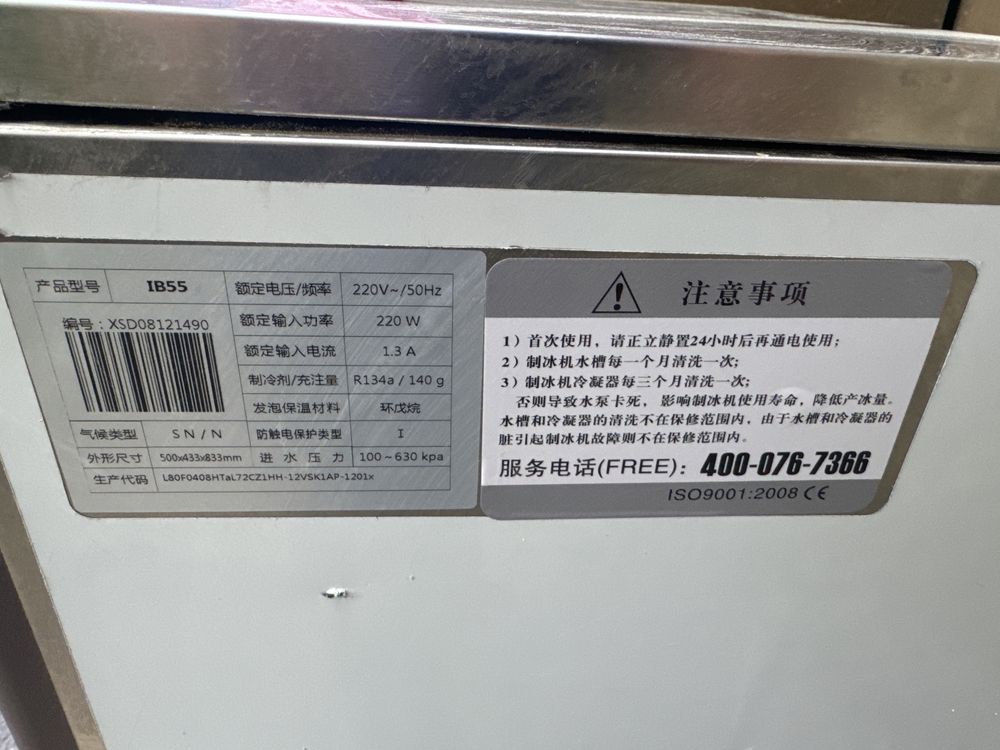 产品型号 IB55 额定电压/频率 220V~/50Hz
编号:XSD08121490 额定输入功率 220 W
额定输入电流 1.3 A
制冷剂/充注量 R134a / 140 g
发泡保温材料 环戊烷
气候类型 SN/N 防触电保护类型 I
外形尺寸 500x433x833mm 进水压力 100~630 kpa
生产代码 L80F0408HTaL72CZ1HH-12VSK1AP-1201x
注意事项
1)首次使用,请正立静置24小时后再通电使用;
2)制冰机水槽每一个月清洗一次;
3)制冰机冷凝器每三个月清洗一次;
否则导致水泵卡死,影响制冰机使用寿命,降低产冰量。
水槽和冷凝器的清洗不在保修范围内,由于水槽和冷凝器的
脏引起制冰机故障则不在保修范围内。
服务电话(FREE):400-076-7366
ISO9001:2008 CE